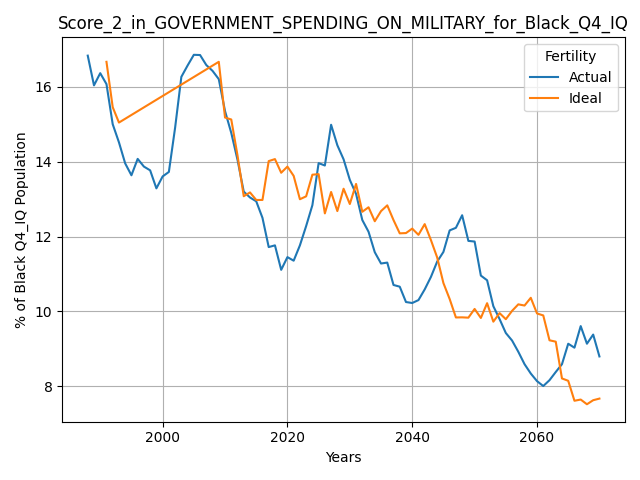 Score_2_in_GOVERNMENT_SPENDING_ON_MILITARY_for_Black_Q4_IQ
Fertility
Actual
Ideal
% of Black Q4_IQ Population
16
14
12
10
8
2000 2020 2040 2060
Years